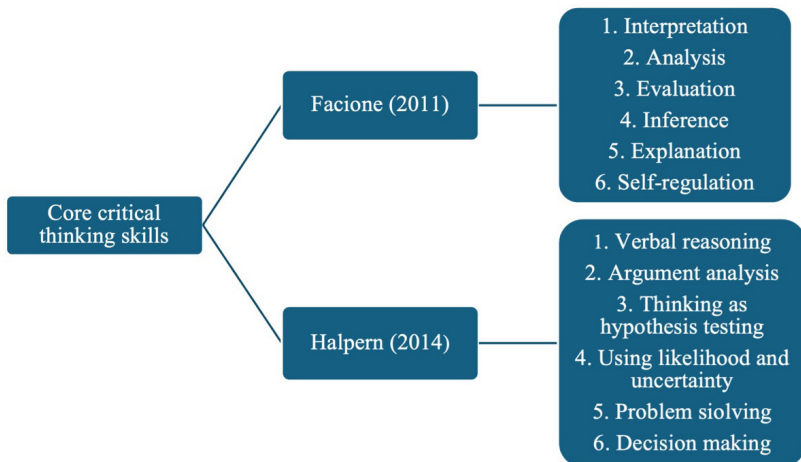 Core critical
thinking skills
Facione (2011)
1. Interpretation
2. Analysis
3. Evaluation
4. Inference
5. Explanation
6. Self-regulation
Halpern (2014)
1. Verbal reasoning
2. Argument analysis
3. Thinking as
hypothesis testing
4. Using likelihood and
uncertainty
5. Problem siolving
6. Decision making